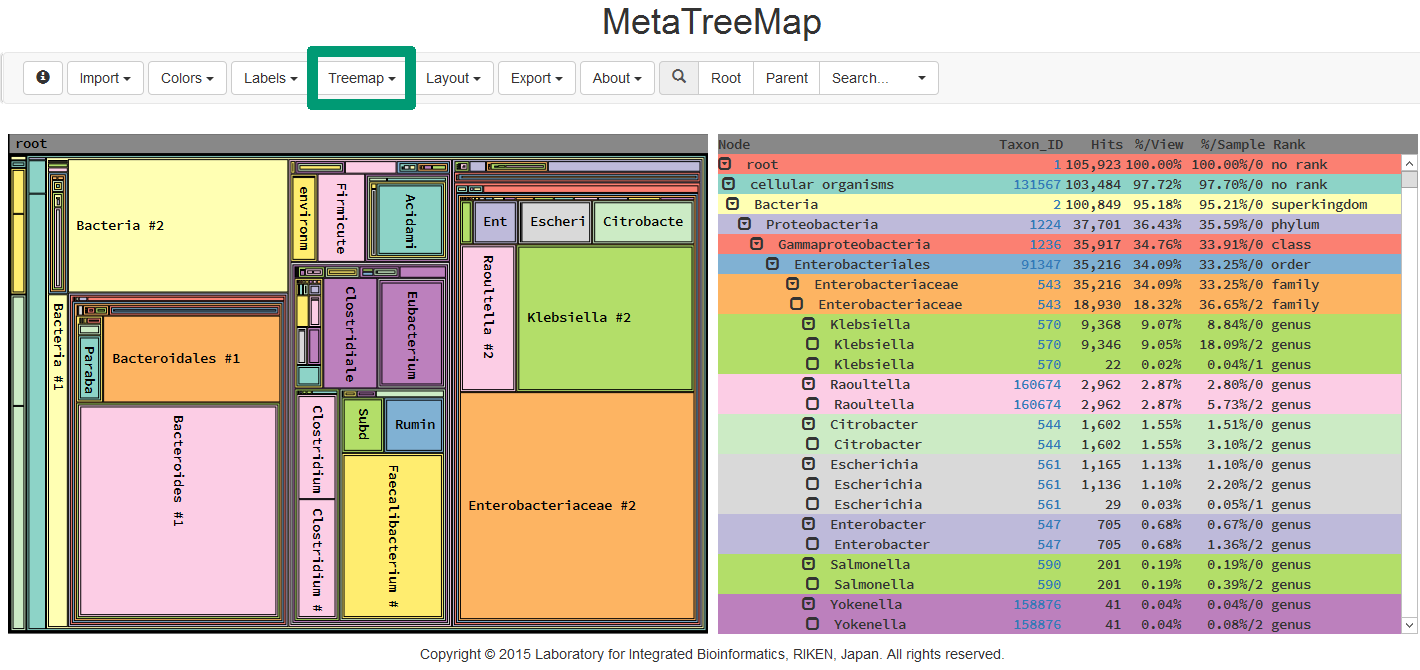 MetaTreeMap
Import Colors Labels Treemap Layout Export About Root Parent Search...
root
Bacteria #2
Bacteria #1
Paraba
Bacteroidales #1
Bacteroides #1
environm
Firmicute
Acidami
Clostridiale
Eubacterium
Clostridium
Clostridium #
Subd
Rumin
Faecalibacterium #
Ent
Escheri
Citrobacte
Raoultella #2
Klebsiella #2
Enterobacteriaceae #2
Node Taxon_ID Hits %/View %/Sample Rank
root 1 105,923 100.00% 100.00%/0 no rank
cellular organisms 131567 103,484 97.72% 97.70%/0 no rank
Bacteria 2 100,849 95.18% 95.21%/0 superkingdom
Proteobacteria 1224 37,701 36.43% 35.59%/0 phylum
Gammaproteobacteria 1236 35,917 34.76% 33.91%/0 class
Enterobacteriales 91347 35,216 34.09% 33.25%/0 order
Enterobacteriaceae 543 35,216 34.09% 33.25%/0 family
Enterobacteriaceae 543 18,930 18.32% 36.65%/2 family
Klebsiella 570 9,368 9.07% 8.84%/0 genus
Klebsiella 570 9,346 9.05% 18.09%/2 genus
Klebsiella 570 22 0.02% 0.04%/1 genus
Raoultella 160674 2,962 2.87% 2.80%/0 genus
Raoultella 160674 2,962 2.87% 5.73%/2 genus
Citrobacter 544 1,602 1.55% 1.51%/0 genus
Citrobacter 544 1,602 1.55% 3.10%/2 genus
Escherichia 561 1,165 1.13% 1.10%/0 genus
Escherichia 561 1,136 1.10% 2.20%/2 genus
Escherichia 561 29 0.03% 0.05%/1 genus
Enterobacter 547 705 0.68% 0.67%/0 genus
Enterobacter 547 705 0.68% 1.36%/2 genus
Salmonella 590 201 0.19% 0.19%/0 genus
Salmonella 590 201 0.19% 0.39%/2 genus
Yokenella 158876 41 0.04% 0.04%/0 genus
Yokenella 158876 41 0.04% 0.08%/2 genus
Copyright © 2015 Laboratory for Integrated Bioinformatics, RIKEN, Japan. All rights reserved.